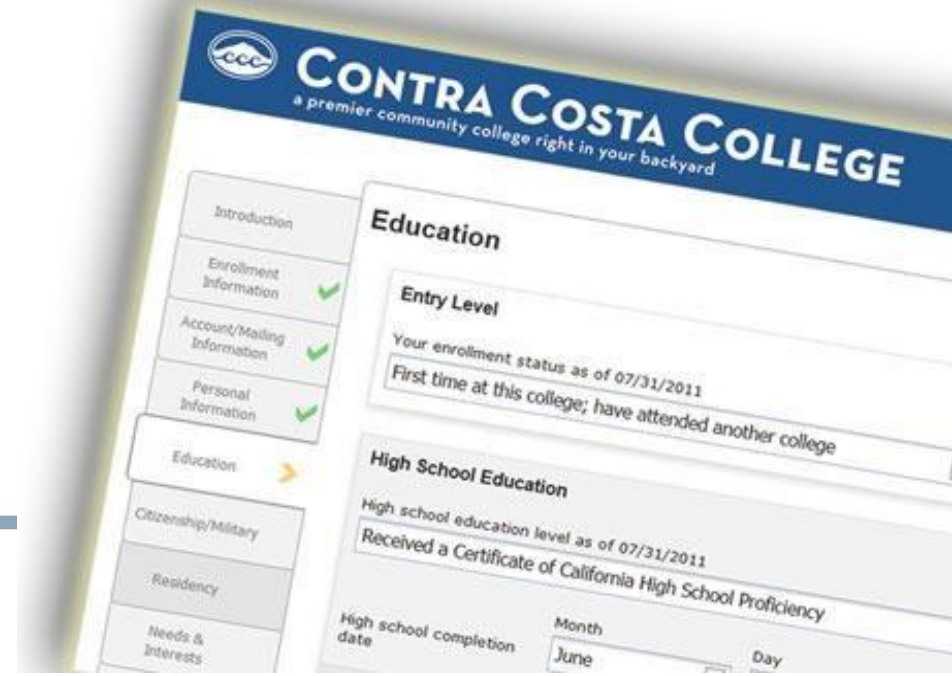 ccc
CONTRA COSTA COLLEGE
a premier community college right in your backyard
Introduction
Enrollment
Information
Account/Mailing
Information
Personal
Information
Education
Citizenship/Military
Residency
Needs &
Interests
Education
Entry Level
Your enrollment status as of 07/31/2011
First time at this college; have attended another college
High School Education
High school education level as of 07/31/2011
Received a Certificate of California High School Proficiency
High school completion
date
Month
June
Day